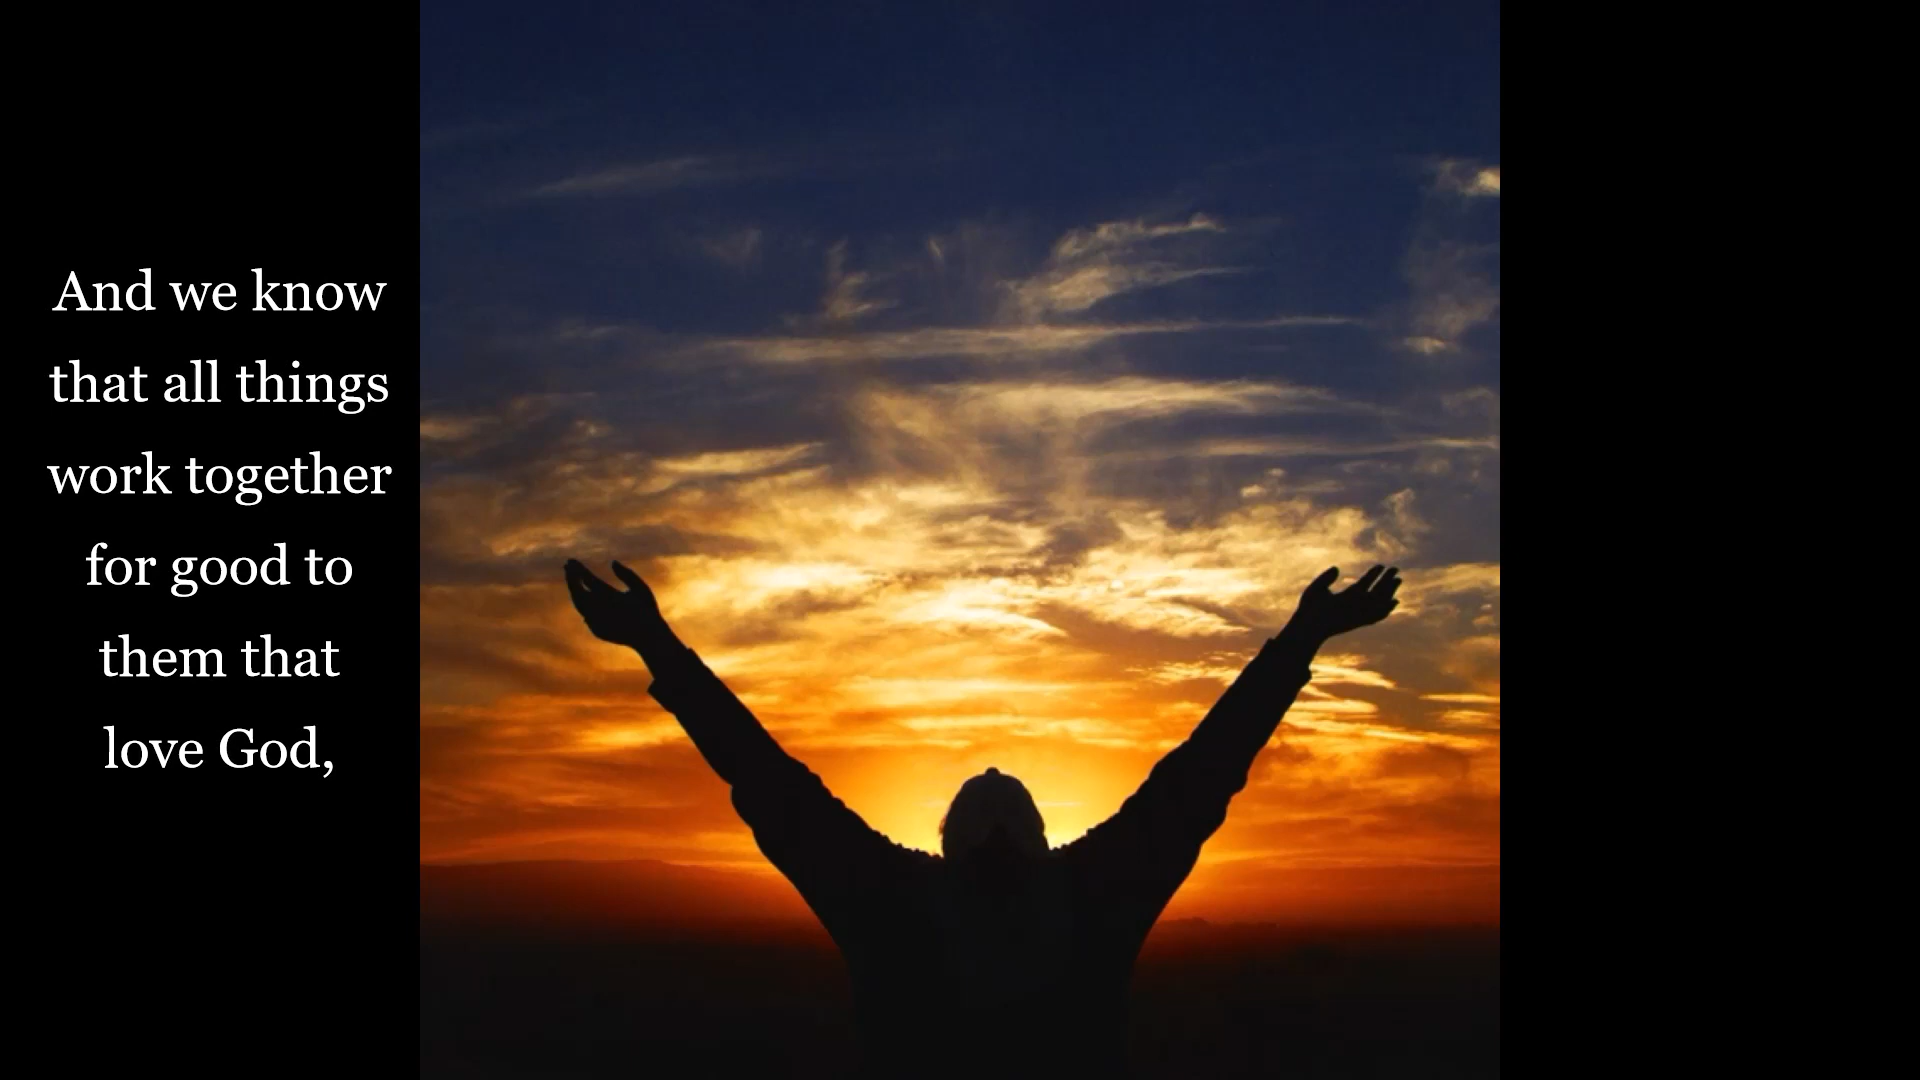 And we know
that all things
work together
for good to
them that
love God,